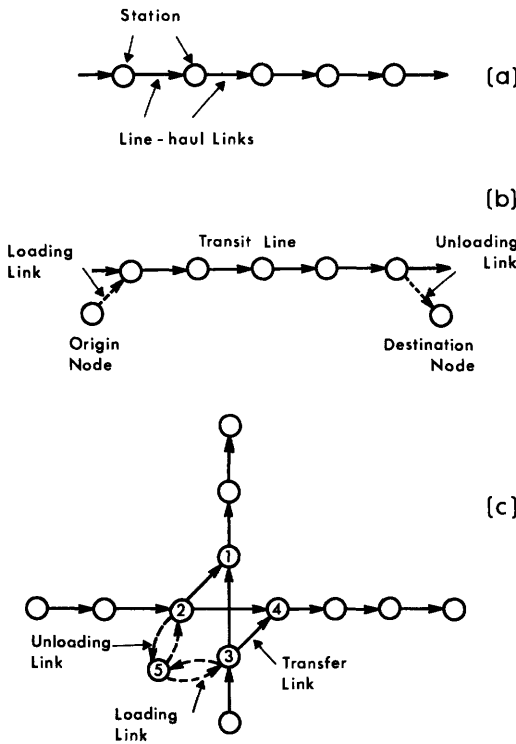 Station
(a)
Line-haul Links
(b)
Loading
Link
Transit Line
Unloading
Link
Origin
Node
Destination
Node
(c)
1
2
4
Unloading
Link
5
3
Transfer
Link
Loading
Link